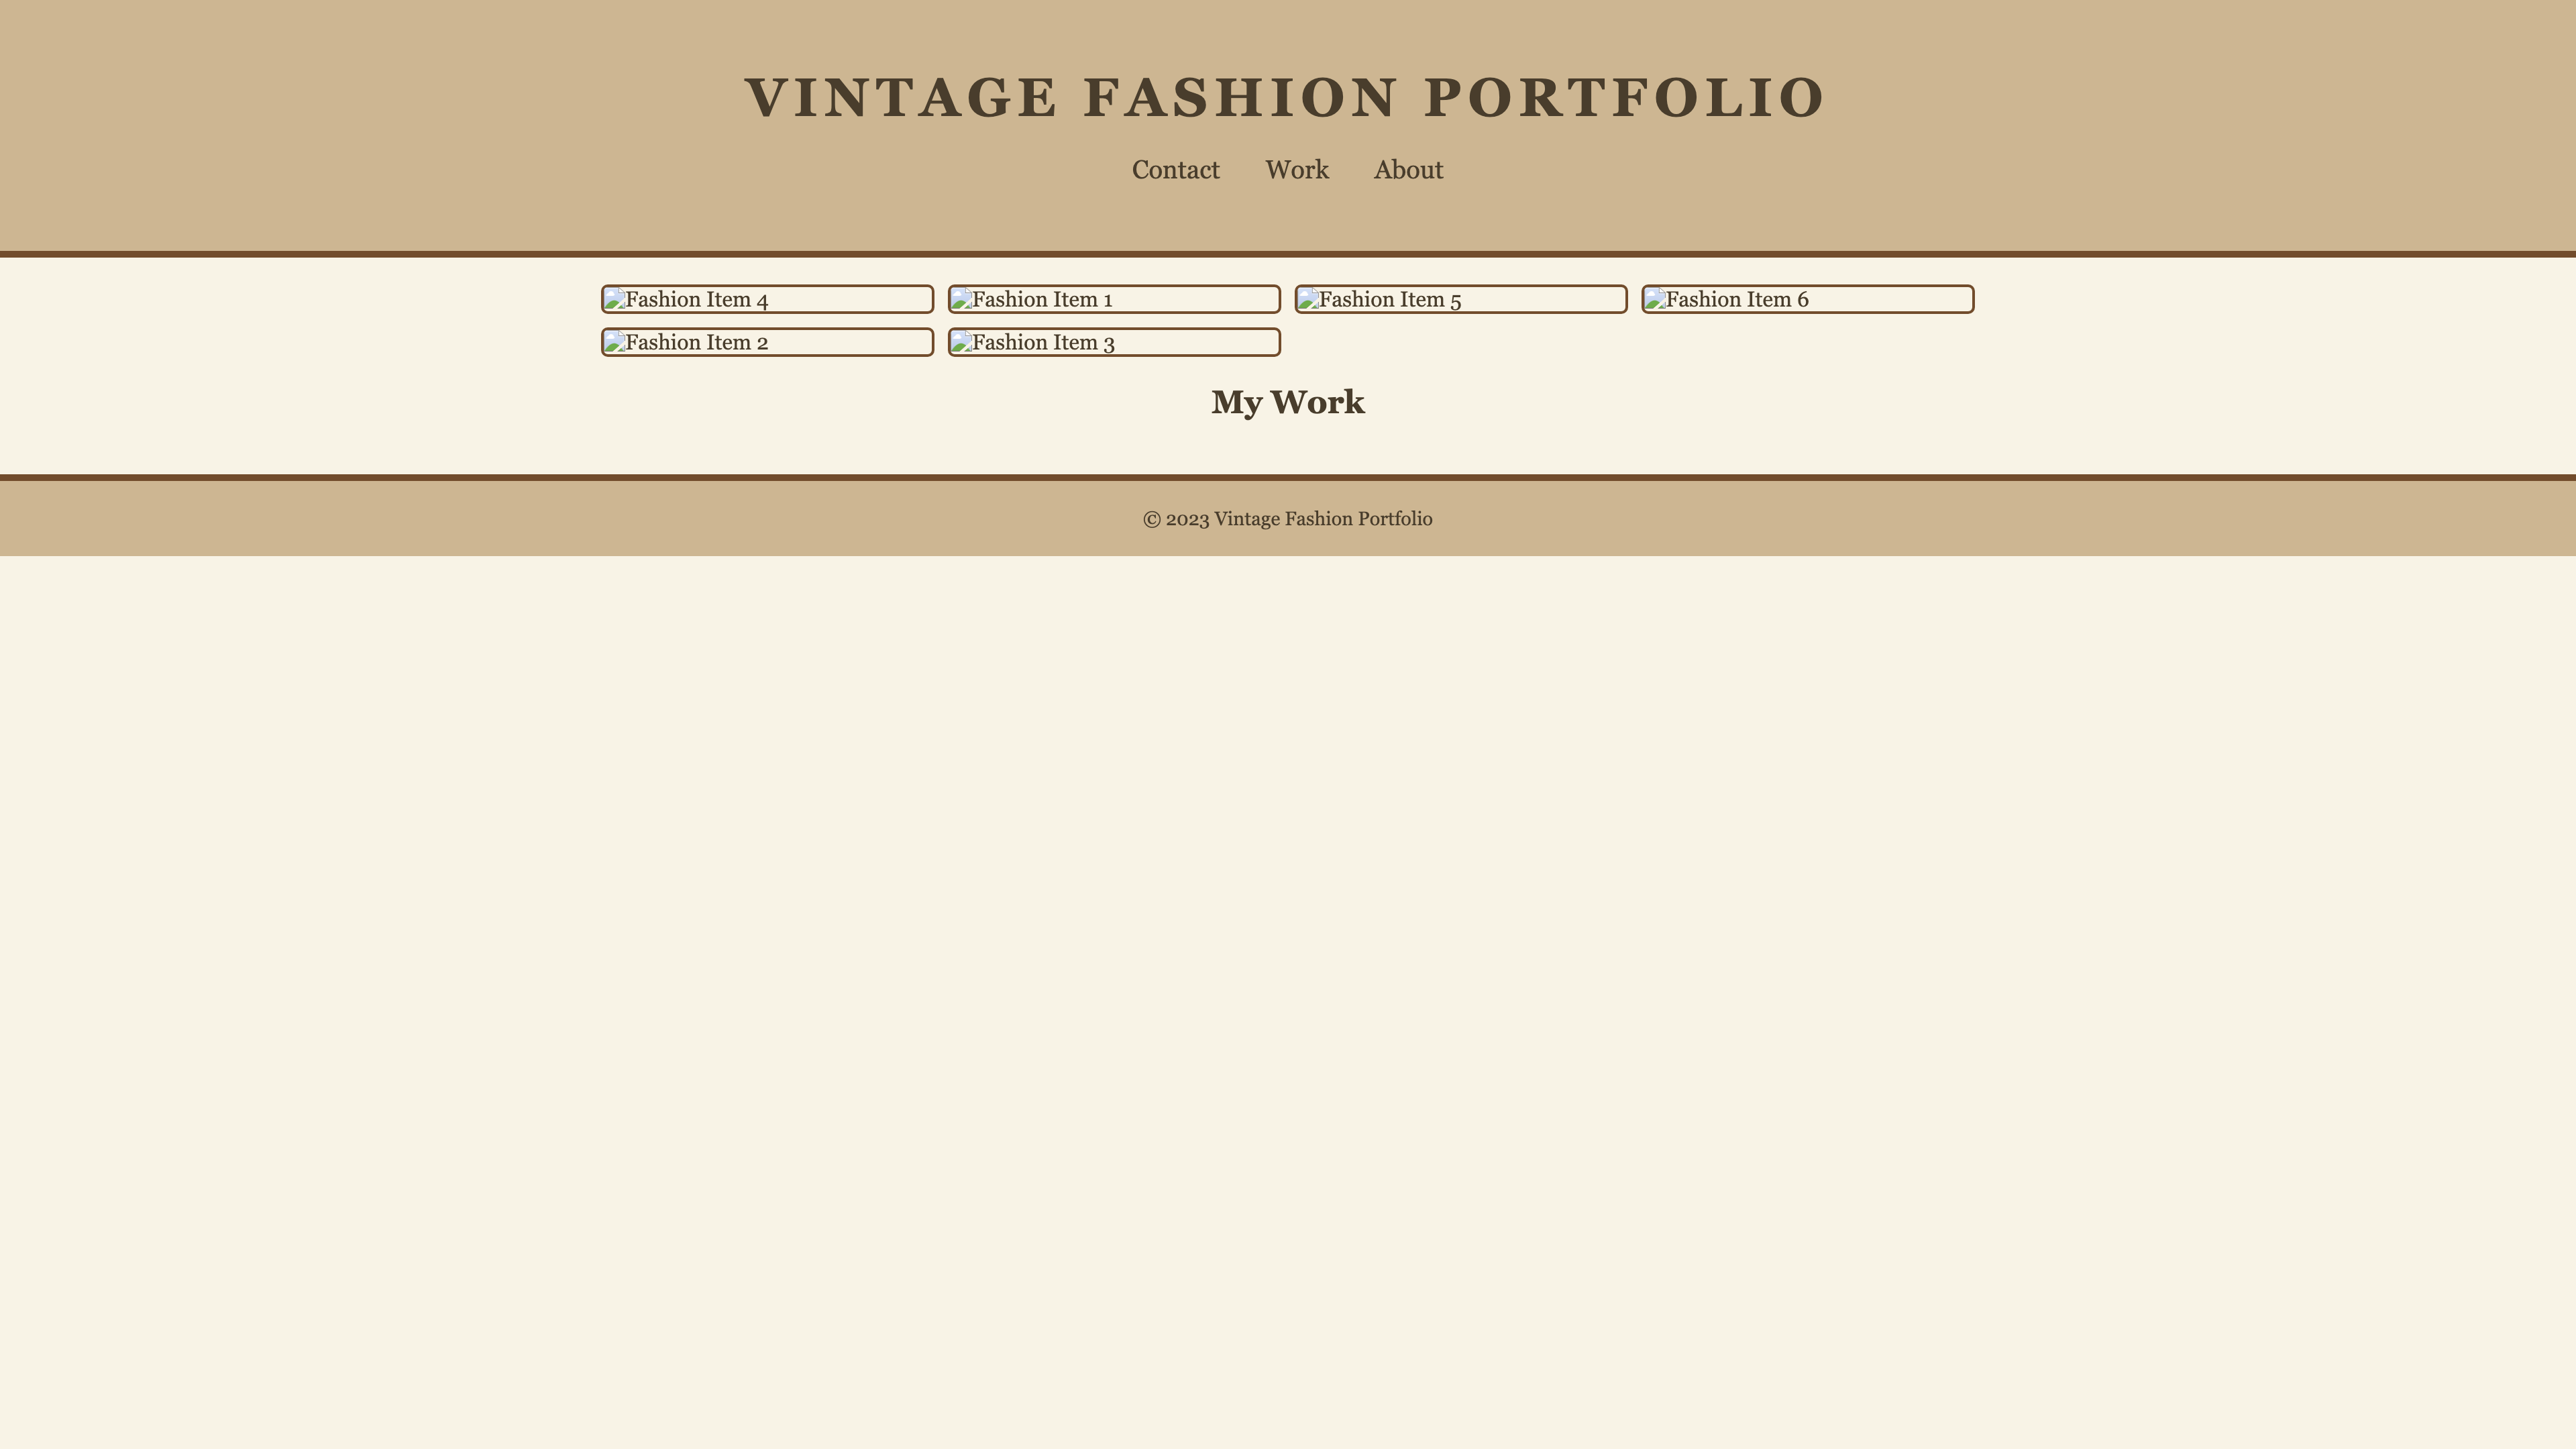 VINTAGE FASHION PORTFOLIO
Contact Work About
Fashion Item 4 Fashion Item 1 Fashion Item 5 Fashion Item 6
Fashion Item 2 Fashion Item 3
My Work
© 2023 Vintage Fashion Portfolio